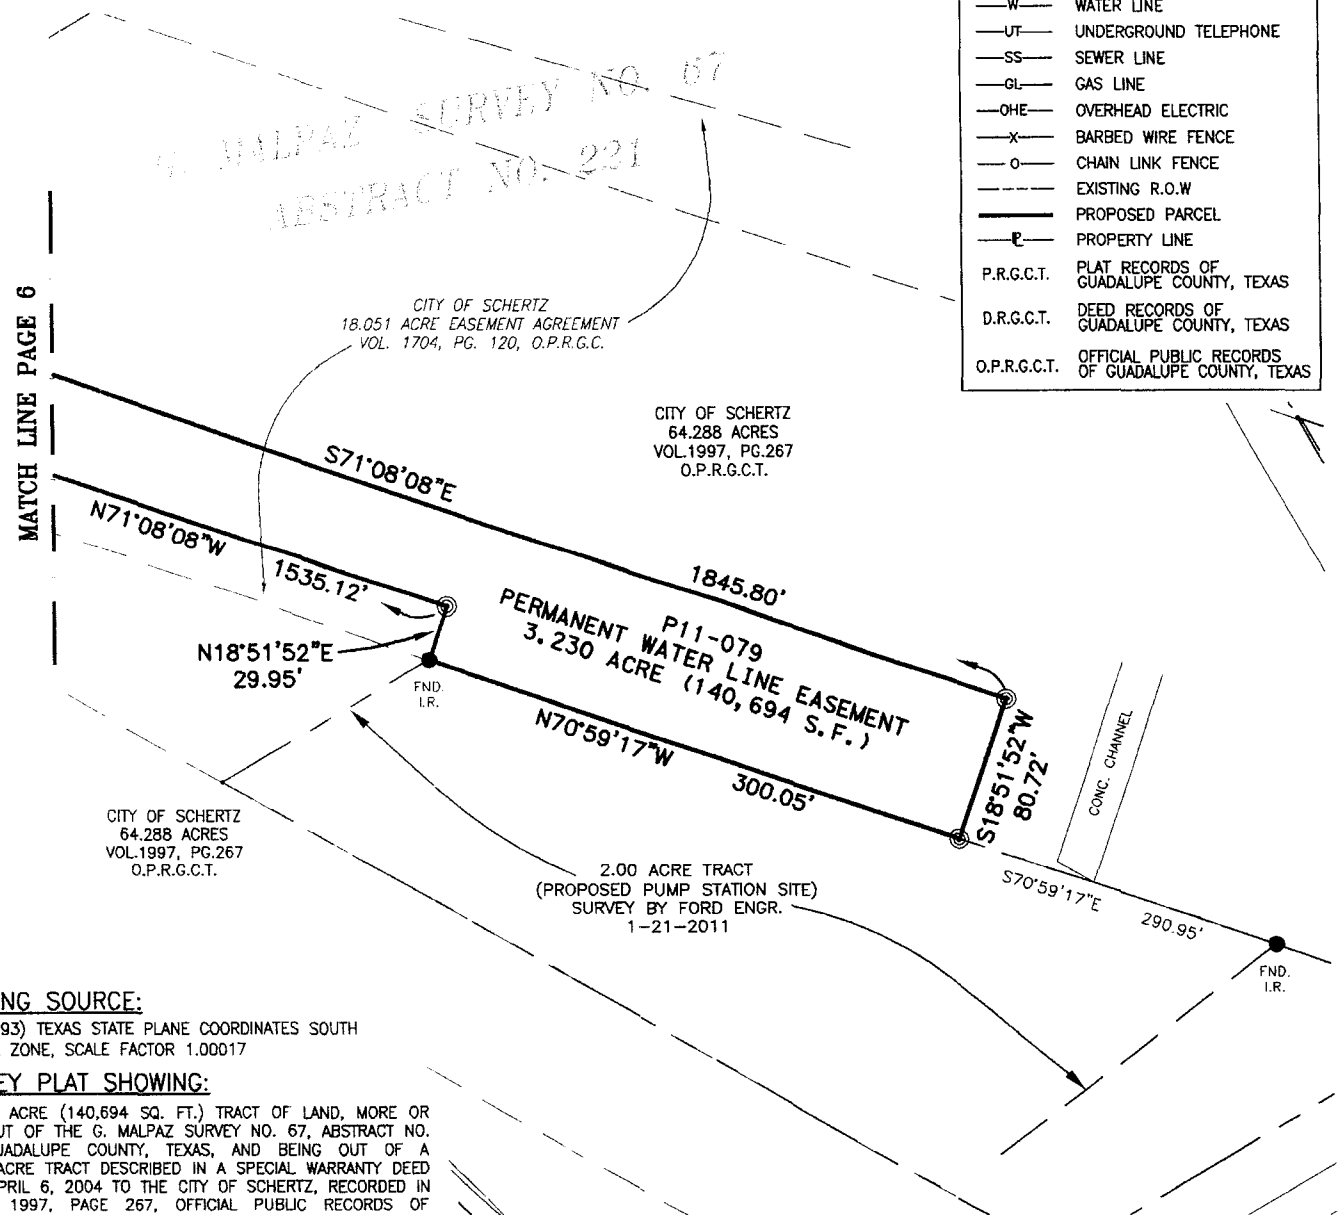 W WATER LINE
UT UNDERGROUND TELEPHONE
SS SEWER LINE
GL GAS LINE
OHE OVERHEAD ELECTRIC
X BARBED WIRE FENCE
O CHAIN LINK FENCE
EXISTING R.O.W
PROPOSED PARCEL
PROPERTY LINE
P.R.G.C.T. PLAT RECORDS OF
GUADALUPE COUNTY, TEXAS
D.R.G.C.T. DEED RECORDS OF
GUADALUPE COUNTY, TEXAS
O.P.R.G.C.T. OFFICIAL PUBLIC RECORDS
OF GUADALUPE COUNTY, TEXAS
MALPAZ SURVEY NO. 67
ABSTRACT NO. 221
MATCH LINE PAGE 6
CITY OF SCHERTZ
18.051 ACRE EASEMENT AGREEMENT
VOL. 1704, PG. 120, O.P.R.G.C.
CITY OF SCHERTZ
64.288 ACRES
VOL.1997, PG.267
O.P.R.G.C.T.
S71°08'08"E
1845.80'
N71°08'08"W
1535.12'
P11-079
PERMANENT WATER LINE EASEMENT
3.230 ACRE (140,694 S.F.)
N18°51'52"E
29.95'
FND.
I.R.
N70°59'17"W
300.05'
S18°51'52"W
80.72'
CONC. CHANNEL
CITY OF SCHERTZ
64.288 ACRES
VOL.1997, PG.267
O.P.R.G.C.T.
2.00 ACRE TRACT
(PROPOSED PUMP STATION SITE)
SURVEY BY FORD ENGR.
1-21-2011
S70°59'17"E
290.95'
FND.
I.R.
NG SOURCE:
93) TEXAS STATE PLANE COORDINATES SOUTH
ZONE, SCALE FACTOR 1.00017
EY PLAT SHOWING:
ACRE (140,694 SQ. FT.) TRACT OF LAND, MORE OR
UT OF THE G. MALPAZ SURVEY NO. 67, ABSTRACT NO.
UADALUPE COUNTY, TEXAS, AND BEING OUT OF A
ACRE TRACT DESCRIBED IN A SPECIAL WARRANTY DEED
PRIL 6, 2004 TO THE CITY OF SCHERTZ, RECORDED IN
1997, PAGE 267, OFFICIAL PUBLIC RECORDS OF